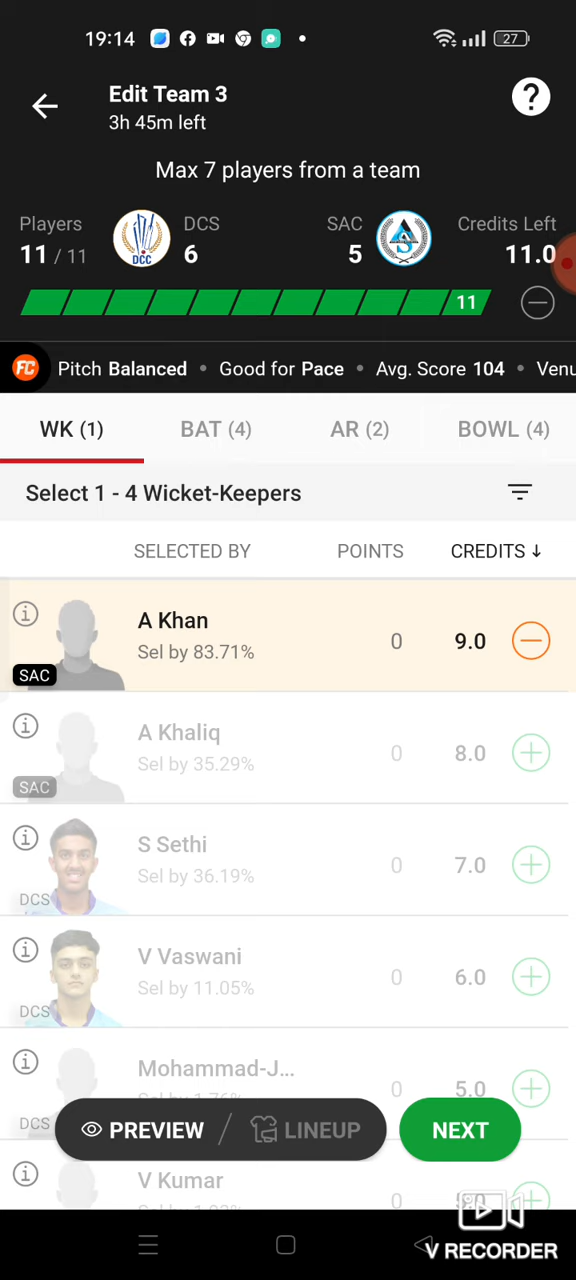 19:14
27
Edit Team 3
3h 45m left
?
Max 7 players from a team
Players DCS SAC Credits Left
11 / 11 DCC 6 5 11.0
11
FC Pitch Balanced • Good for Pace • Avg. Score 104 • Venu
WK (1) BAT (4) AR (2) BOWL (4)
Select 1 - 4 Wicket-Keepers
SELECTED BY POINTS CREDITS ↓
A Khan
Sel by 83.71% 0 9.0
SAC
A Khaliq
Sel by 35.29% 0 8.0
SAC
S Sethi
Sel by 36.19% 0 7.0
DCS
V Vaswani
Sel by 11.05% 0 6.0
DCS
Mohammad-J...
0 5.0
DCS
PREVIEW / LINEUP NEXT
V Kumar
0
V RECORDER